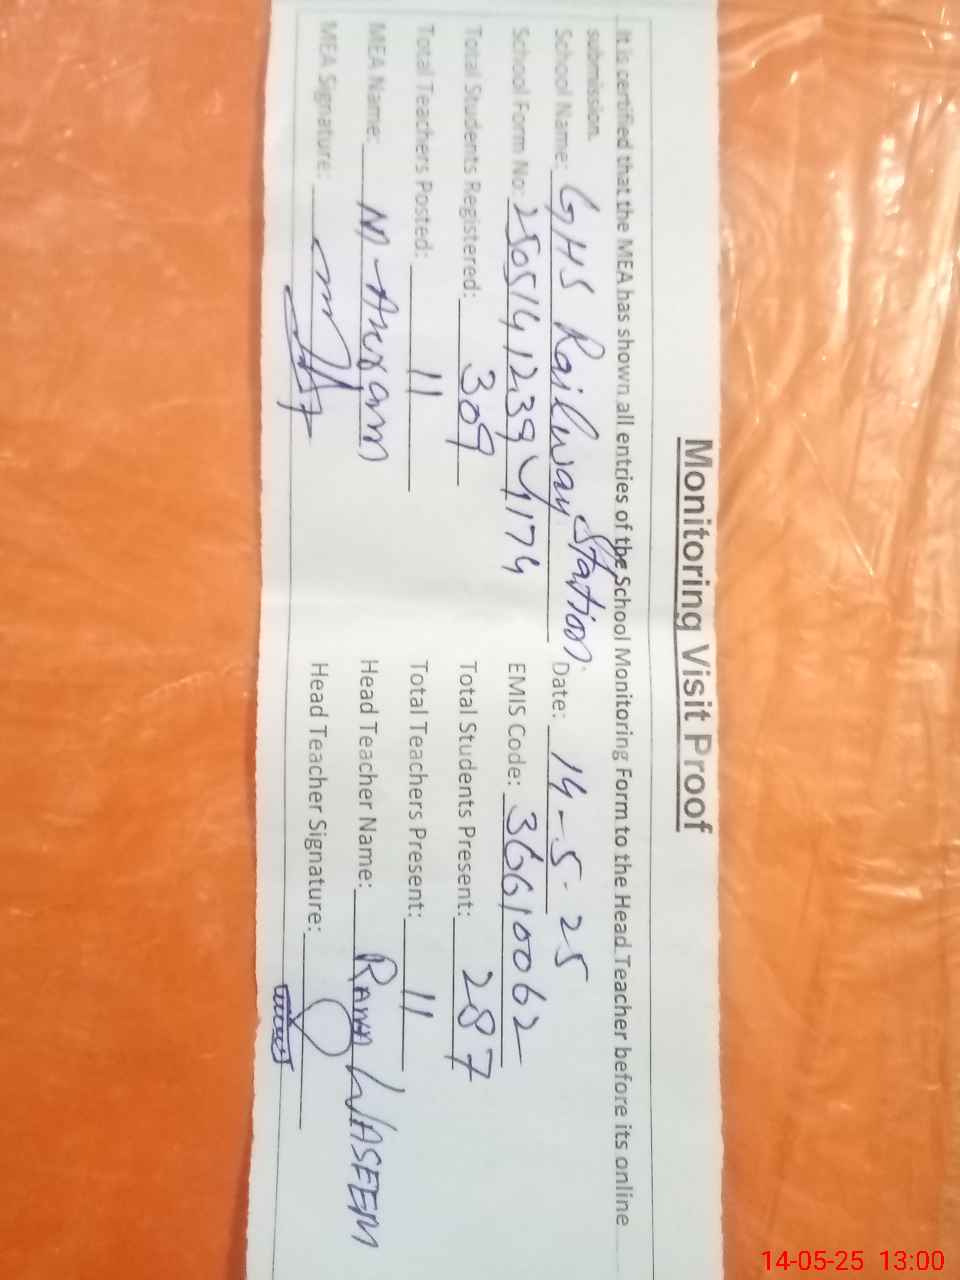 Monitoring Visit Proof
It is certified that the MEA has shown all entries of the School Monitoring Form to the Head Teacher before its online
submission.
School Name: GHS Railway Station. Date: 14-5-25
School Form No: EMIS Code: 36610062
Total Students Registered: 309 Total Students Present: 287
Total Teachers Posted: 11 Total Teachers Present: 11
MEA Name: M-Akram Head Teacher Name: Rana WASEEM
MEA Signature: Head Teacher Signature:
14-05-25 13:00